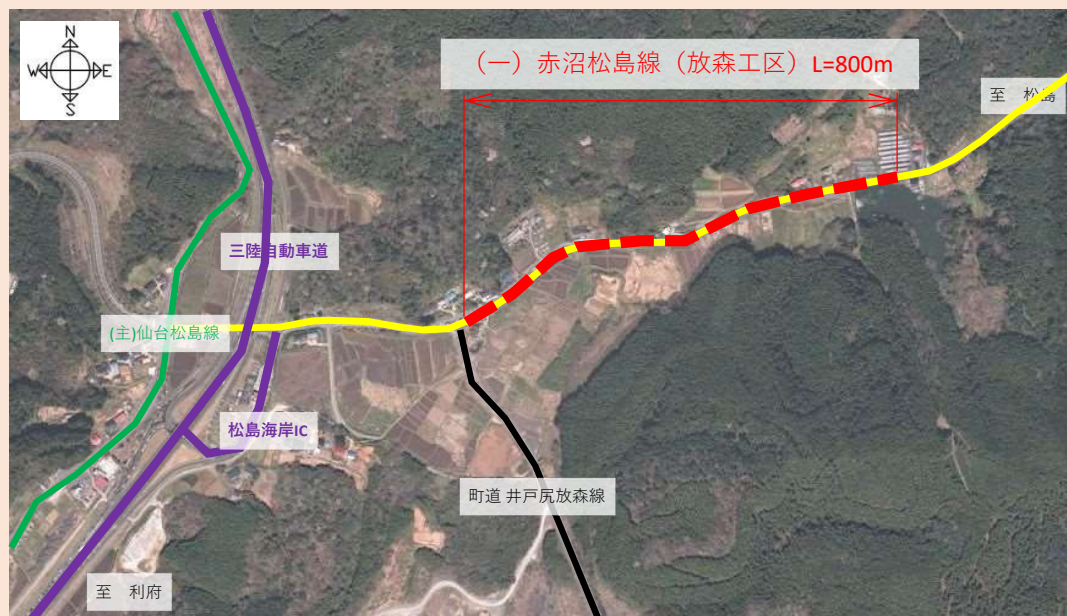 N
W E
S
（一）赤沼松島線（放森工区）L=800m
至　松島
三陸自動車道
(主)仙台松島線
松島海岸IC
町道 井戸尻放森線
至　利府